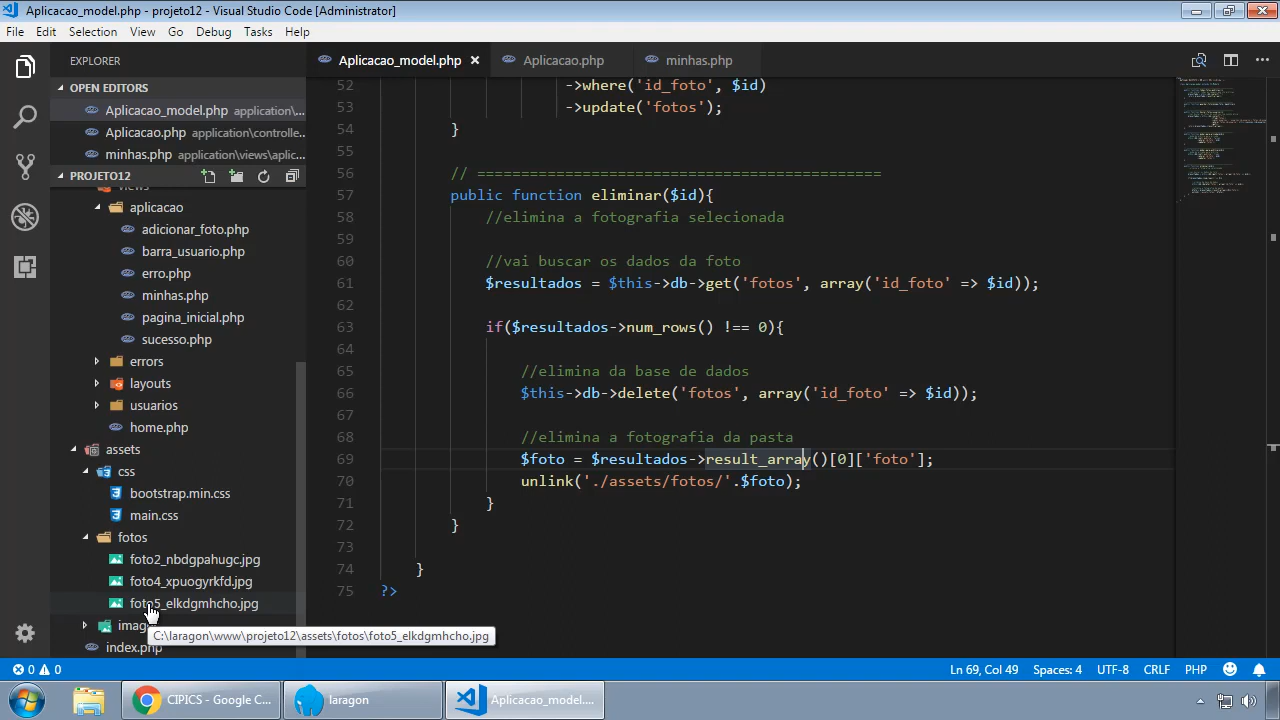 Aplicacao_model.php - projeto12 - Visual Studio Code [Administrator]
File Edit Selection View Go Debug Tasks Help
EXPLORER
Aplicacao_model.php Aplicacao.php minhas.php
OPEN EDITORS
Aplicacao_model.php application\...
Aplicacao.php application\controlle...
minhas.php application\views\aplic...
PROJETO12
views
aplicacao
adicionar_foto.php
barra_usuario.php
erro.php
minhas.php
pagina_inicial.php
sucesso.php
errors
layouts
usuarios
home.php
assets
css
bootstrap.min.css
main.css
fotos
foto2_nbdgpahugc.jpg
foto4_xpuogyrkfd.jpg
foto5_elkdgmhcho.jpg
index.php
C:\laragon\www\projeto12\assets\fotos\foto5_elkdgmhcho.jpg
52 ->where('id_foto', $id)
53 ->update('fotos');
54 }
55
56 // ==============================================
57 public function eliminar($id){
58 //elimina a fotografia selecionada
59
60 //vai buscar os dados da foto
61 $resultados = $this->db->get('fotos', array('id_foto' => $id));
62
63 if($resultados->num_rows() !== 0){
64
65 //elimina da base de dados
66 $this->db->delete('fotos', array('id_foto' => $id));
67
68 //elimina a fotografia da pasta
69 $foto = $resultados->result_array()[0]['foto'];
70 unlink('./assets/fotos/'.$foto);
71 }
72 }
73
74 }
75 ?>
0 0 Ln 69, Col 49 Spaces: 4 UTF-8 CRLF PHP
CIPICS - Google C... laragon Aplicacao_model....